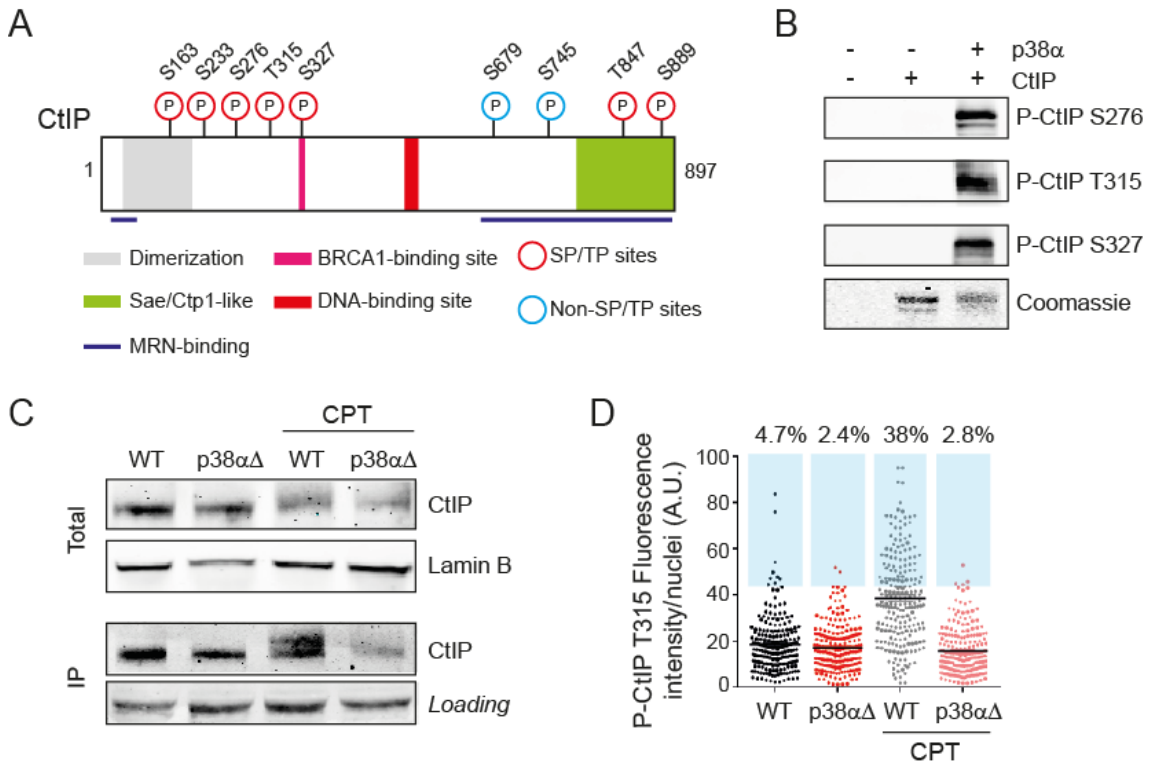 A
S163 S233 S276 T315 S327 S679 S745 T847 S889
P P P P P P P P P
CtIP
1 897
Dimerization
BRCA1-binding site
SP/TP sites
Sae/Ctp1-like
DNA-binding site
Non-SP/TP sites
MRN-binding
B
- - + p38α
- + + CtIP
P-CtIP S276
P-CtIP T315
P-CtIP S327
Coomassie
C
CPT
WT p38αΔ WT p38αΔ
Total
CtIP
Lamin B
IP
CtIP
Loading
D
4.7% 2.4% 38% 2.8%
P-CtIP T315 Fluorescence
intensity/nuclei (A.U.)
100
80
60
40
20
0
WT p38αΔ WT p38αΔ
CPT